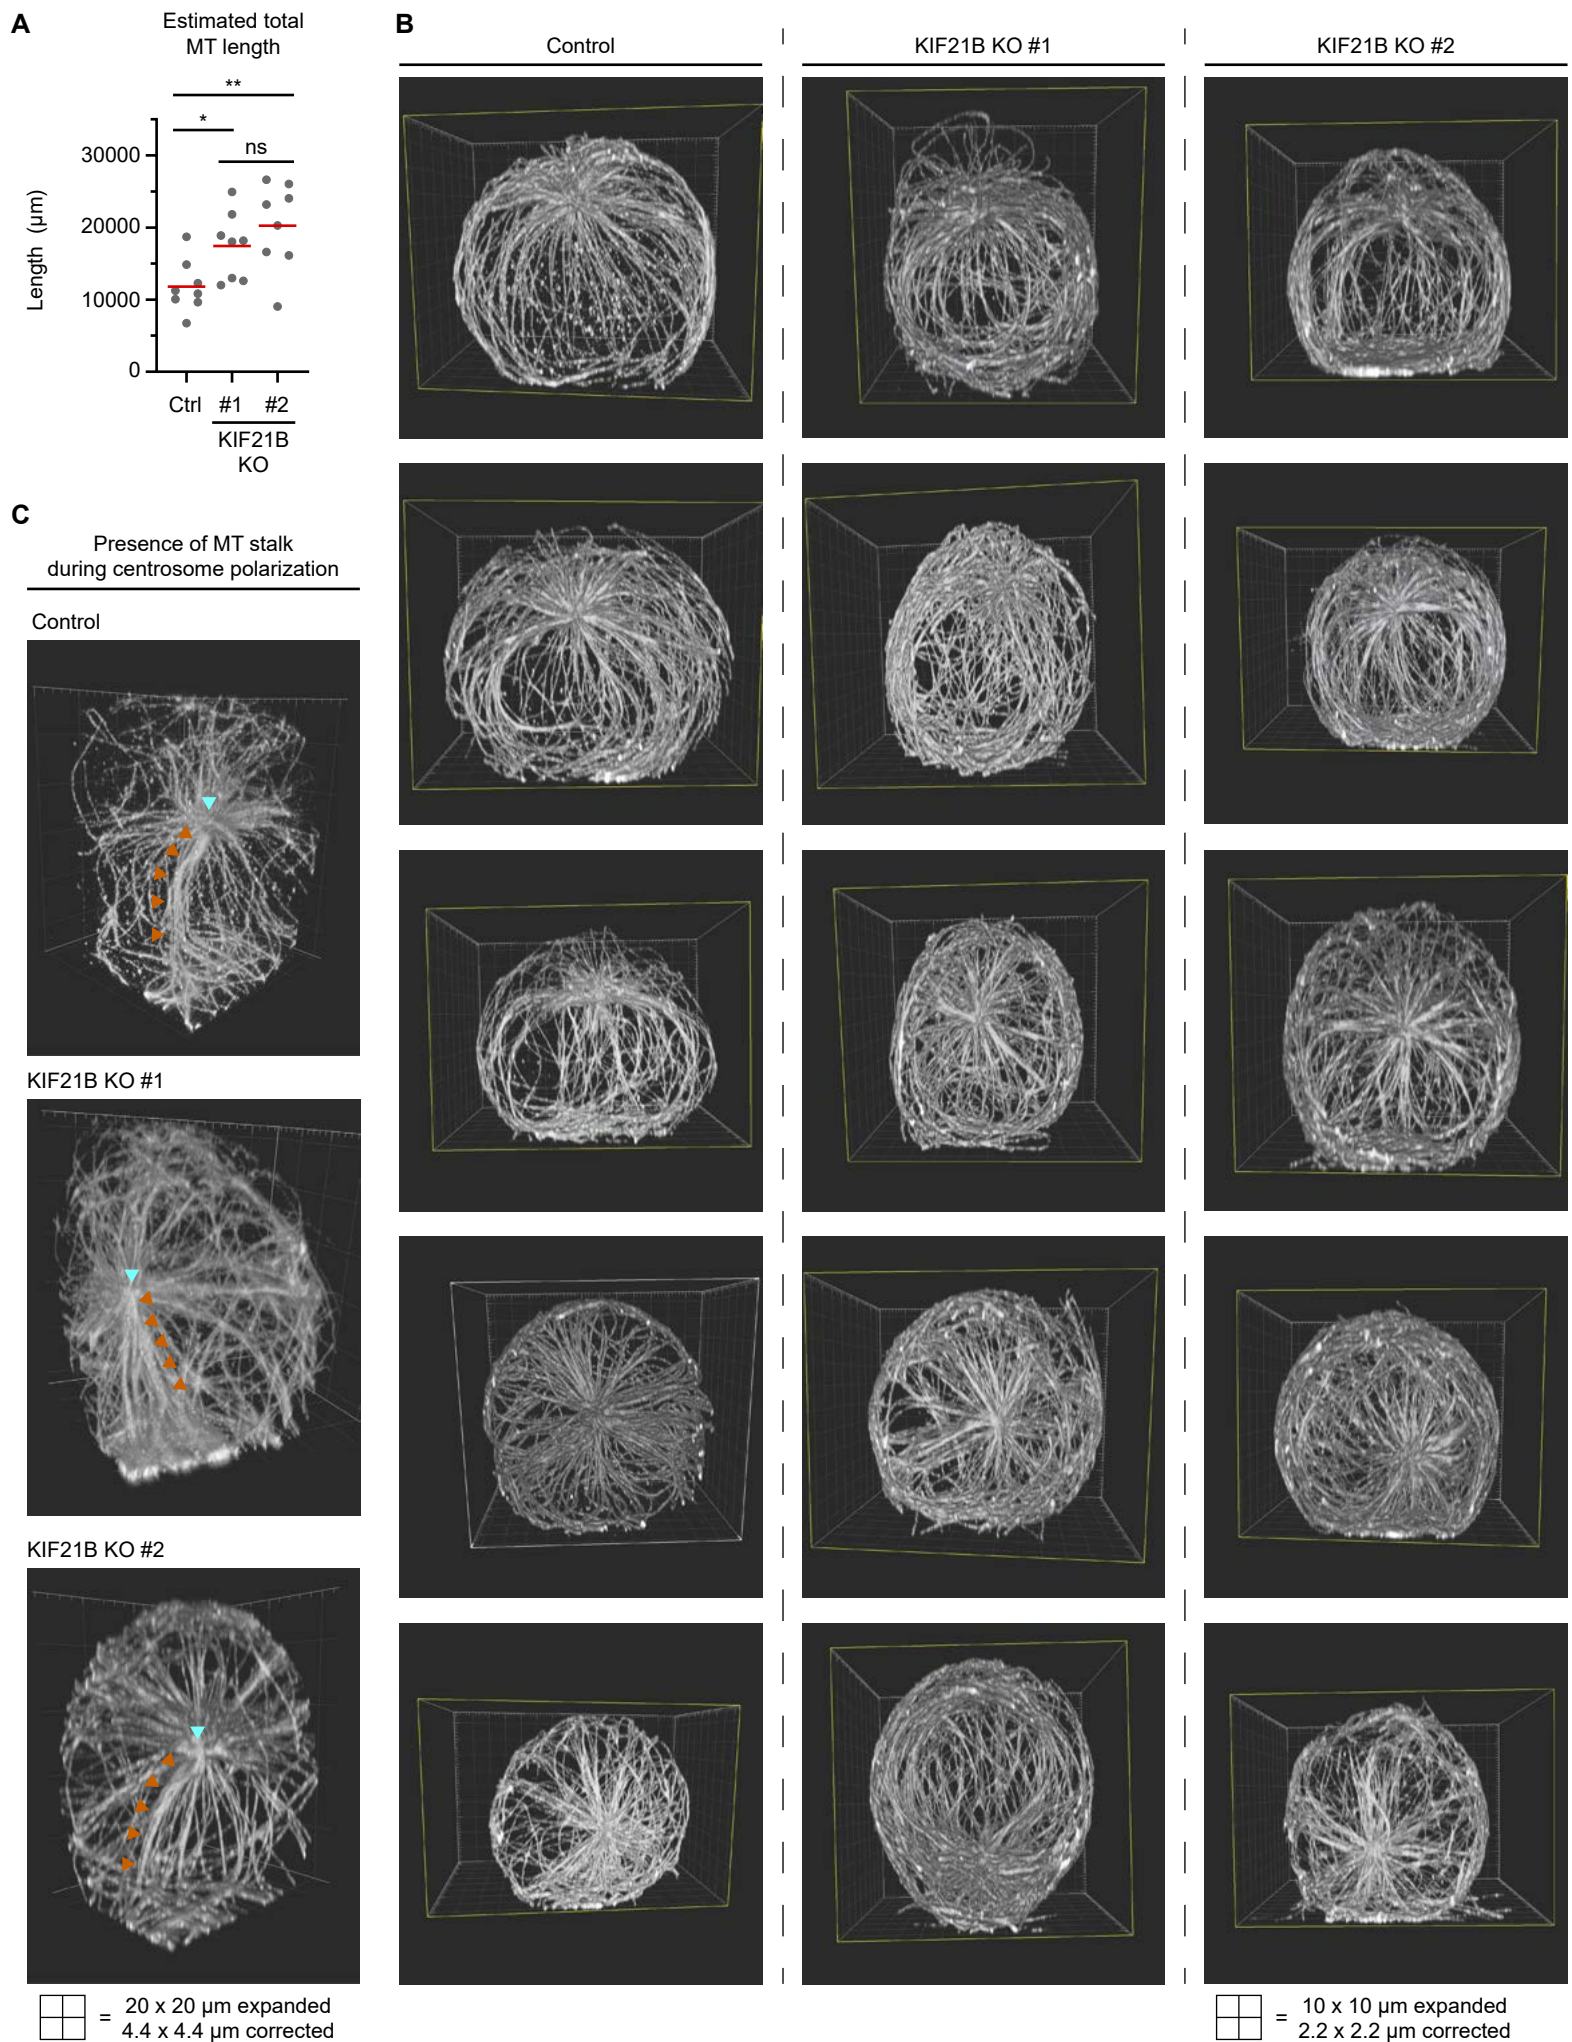 A
Estimated total
MT length
**
*
ns
Length (µm)
30000
20000
10000
0
Ctrl #1 #2
KIF21B
KO
B
Control
KIF21B KO #1
KIF21B KO #2
C
Presence of MT stalk
during centrosome polarization
Control
KIF21B KO #1
KIF21B KO #2
= 20 x 20 µm expanded
4.4 x 4.4 µm corrected
= 10 x 10 µm expanded
2.2 x 2.2 µm corrected